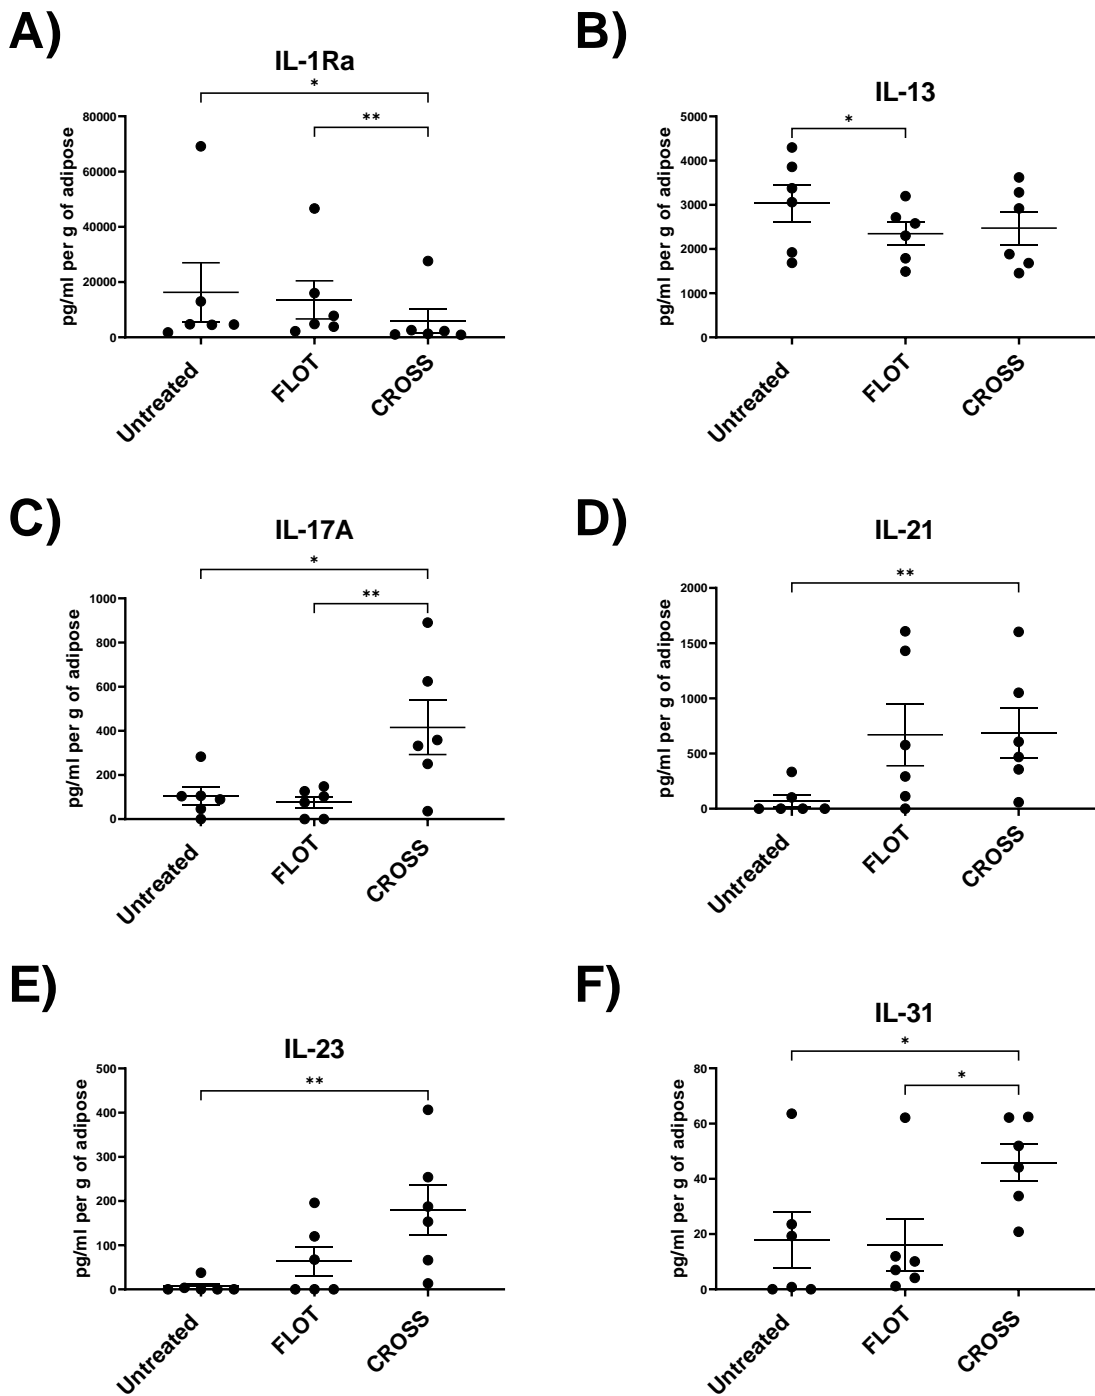 A)
IL-1Ra
*
**
pg/ml per g of adipose
80000
60000
40000
20000
0
Untreated
FLOT
CROSS
B)
IL-13
*
pg/ml per g of adipose
5000
4000
3000
2000
1000
0
Untreated
FLOT
CROSS
C)
IL-17A
*
**
pg/ml per g of adipose
1000
800
600
400
200
0
Untreated
FLOT
CROSS
D)
IL-21
**
pg/ml per g of adipose
2000
1500
1000
500
0
Untreated
FLOT
CROSS
E)
IL-23
**
pg/ml per g of adipose
500
400
300
200
100
0
Untreated
FLOT
CROSS
F)
IL-31
*
*
pg/ml per g of adipose
80
60
40
20
0
Untreated
FLOT
CROSS